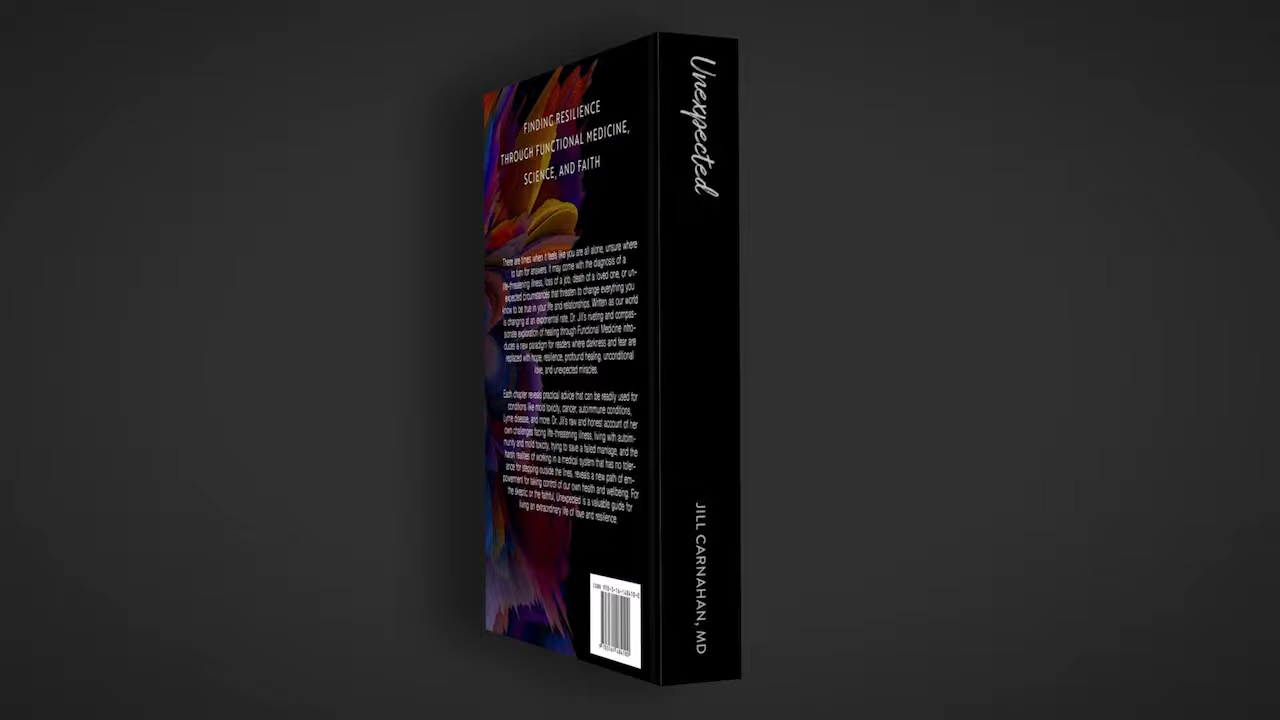 FINDING RESILIENCE
THROUGH FUNCTIONAL MEDICINE,
SCIENCE, AND FAITH
There are times when it feels like you are all alone, unsure where
to turn for answers. It may come with the diagnosis of a
life-threatening illness, loss of a job, death of a loved one, or un-
expected circumstances that threaten to change everything you
know to be true in your life and relationships. Written as our world
is changing at an exponential rate, Dr. Jill's riveting and compas-
sionate exploration of healing through Functional Medicine intro-
duces a new paradigm for readers where darkness and fear are
replaced with hope, resilience, profound healing, unconditional
love, and unexpected miracles.
Each chapter reveals practical advice that can be readily used for
conditions like mold toxicity, cancer, autoimmune conditions,
Lyme disease, and more. Dr. Jill's raw and honest account of her
own challenges facing life-threatening illness, living with autoim-
munity and mold toxicity, trying to save a failed marriage, and the
harsh realities of working in a medical system that has no toler-
ance for stepping outside the lines, reveals a new path of em-
powerment for taking control of our own health and wellbeing. For
the skeptic or the faithful, Unexpected is a valuable guide for
living an extraordinary life of love and resilience.
ISBN 978-3-16-148410-0
Unexpected
JILL CARNAHAN, MD